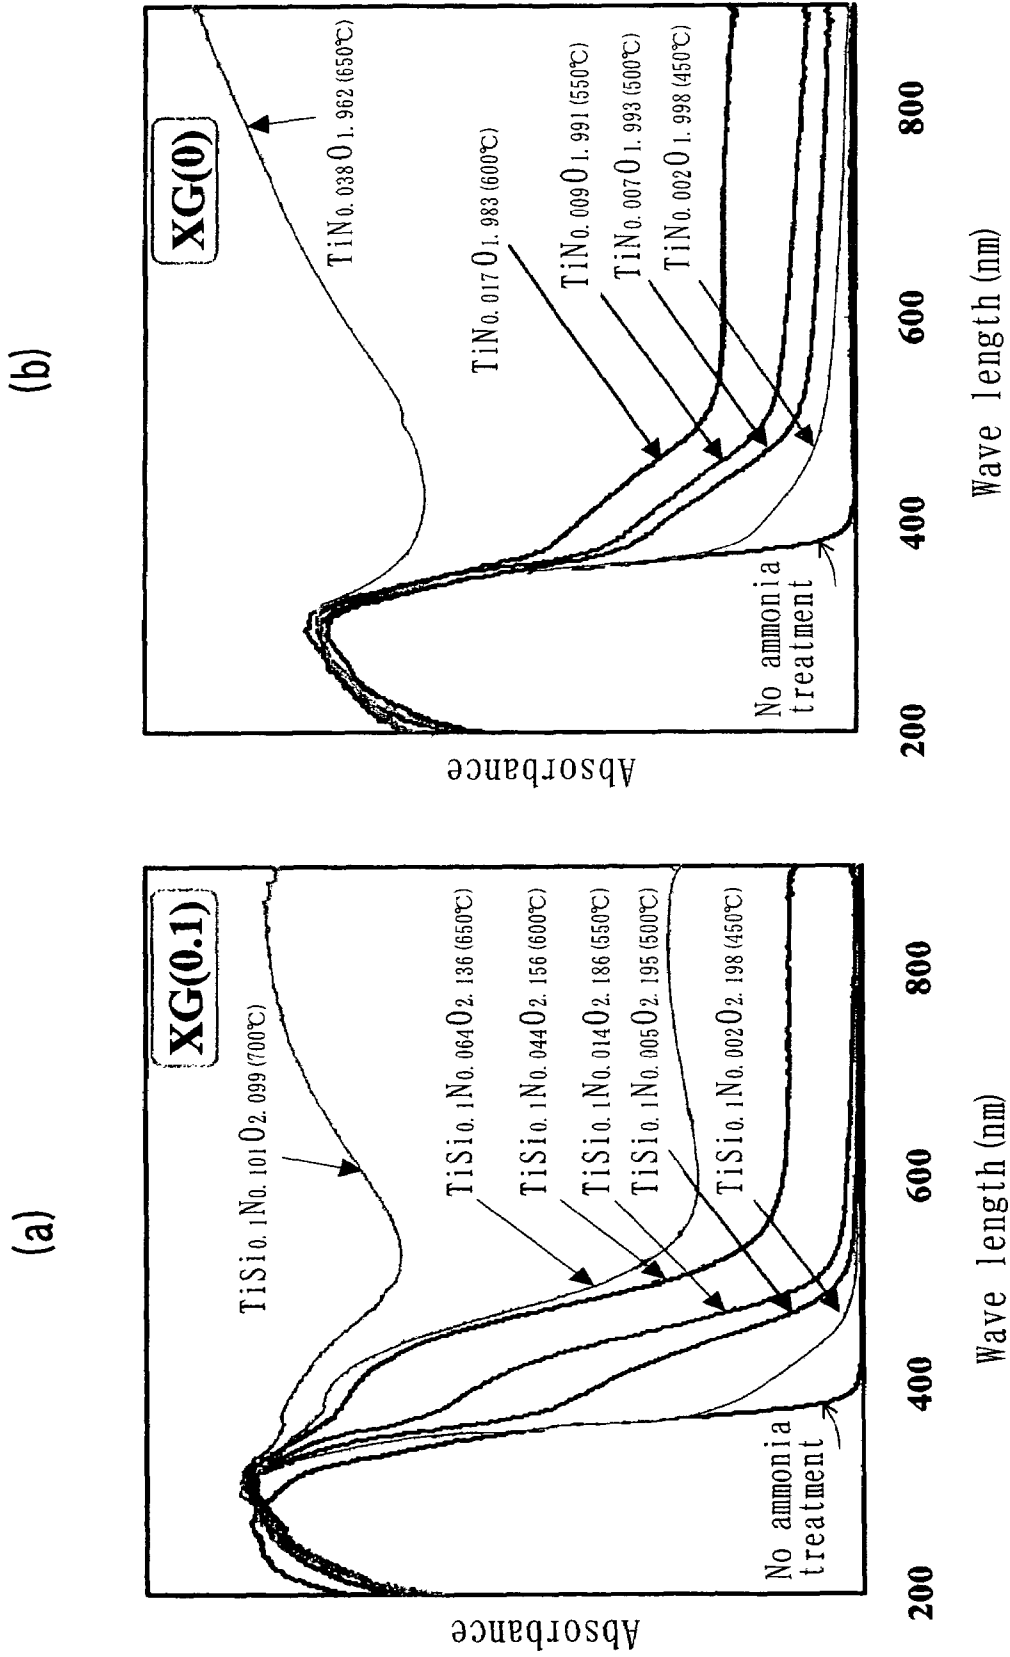 (a)
XG(0.1)
TiSi0.1N0.101O2.099 (700℃)
TiSi0.1N0.064O2.136 (650℃)
TiSi0.1N0.044O2.156 (600℃)
TiSi0.1N0.014O2.186 (550℃)
TiSi0.1N0.005O2.195 (500℃)
TiSi0.1N0.002O2.198 (450℃)
No ammonia
treatment
Absorbance
200
400
600
800
Wave length (nm)
(b)
XG(0)
TiN0.038O1.962 (650℃)
TiN0.017O1.983 (600℃)
TiN0.009O1.991 (550℃)
TiN0.007O1.993 (500℃)
TiN0.002O1.998 (450℃)
No ammonia
treatment
Absorbance
200
400
600
800
Wave length (nm)